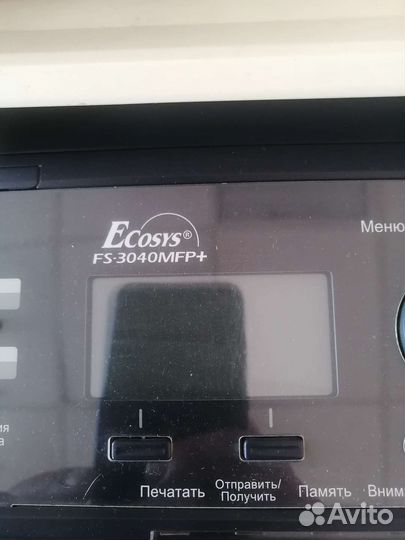 ECOSYS®
FS-3040MFP+
Меню
Печатать
Отправить/
Получить
Память
Avito